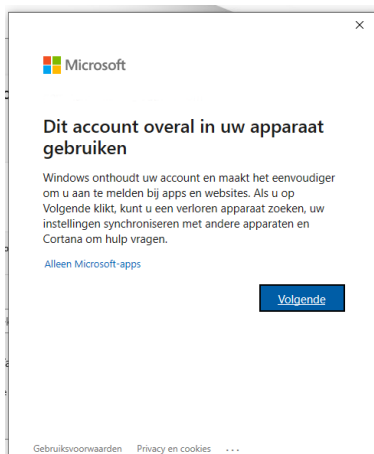 Microsoft
Dit account overal in uw apparaat
gebruiken
Windows onthoudt uw account en maakt het eenvoudiger
om u aan te melden bij apps en websites. Als u op
Volgende klikt, kunt u een verloren apparaat zoeken, uw
instellingen synchroniseren met andere apparaten en
Cortana om hulp vragen.
Alleen Microsoft-apps
Volgende
Gebruiksvoorwaarden Privacy en cookies ...